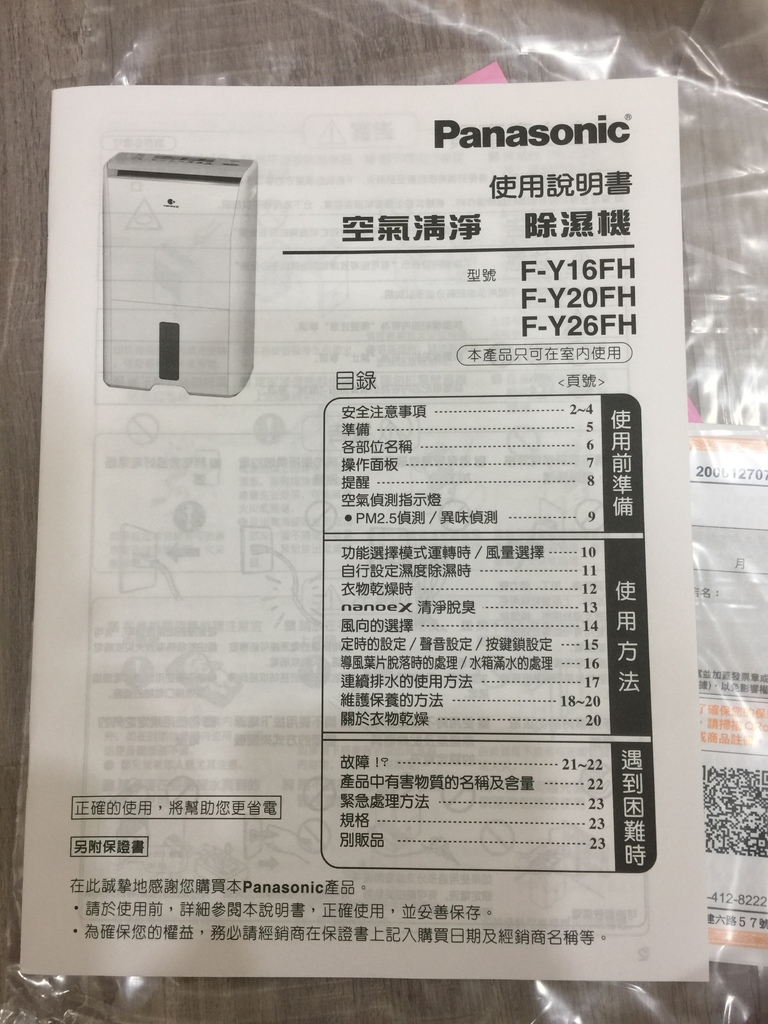 Panasonic®
使用說明書
空氣清淨 除濕機
型號 F-Y16FH
F-Y20FH
F-Y26FH
本產品只可在室內使用
目錄 <頁號>
使用前準備
安全注意事項 2~4
準備 5
各部位名稱 6
操作面板 7
提醒 8
空氣偵測指示燈
●PM2.5偵測/異味偵測 9
使用方法
功能選擇模式運轉時/風量選擇 10
自行設定濕度除濕時 11
衣物乾燥時 12
nanoeX 清淨脫臭 13
風向的選擇 14
定時的設定/聲音設定/按鍵鎖設定 15
導風葉片脫落時的處理/水箱滿水的處理 16
連續排水的使用方法 17
維護保養的方法 18~20
關於衣物乾燥 20
遇到困難時
故障!? 21~22
產品中有害物質的名稱及含量 22
緊急處理方法 23
規格 23
別販品 23
正確的使用,將幫助您更省電
另附保證書
在此誠摯地感謝您購買本Panasonic產品。
・請於使用前,詳細參閱本說明書,正確使用,並妥善保存。
・為確保您的權益,務必請經銷商在保證書上記入購買日期及經銷商名稱等。
月
名:
-412-8222
建六路57號